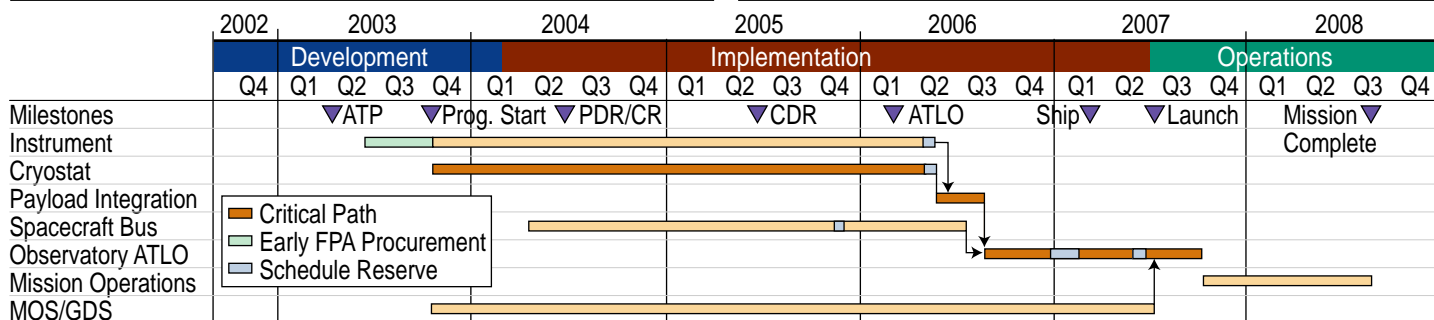 2002 2003 2004 2005 2006 2007 2008
Development Implementation Operations
Q4 Q1 Q2 Q3 Q4 Q1 Q2 Q3 Q4 Q1 Q2 Q3 Q4 Q1 Q2 Q3 Q4 Q1 Q2 Q3 Q4 Q1 Q2 Q3 Q4
Milestones ATP Prog. Start PDR/CR CDR ATLO Ship Launch Mission
Instrument Complete
Cryostat
Payload Integration
Critical Path
Spacecraft Bus
Early FPA Procurement
Observatory ATLO
Schedule Reserve
Mission Operations
MOS/GDS